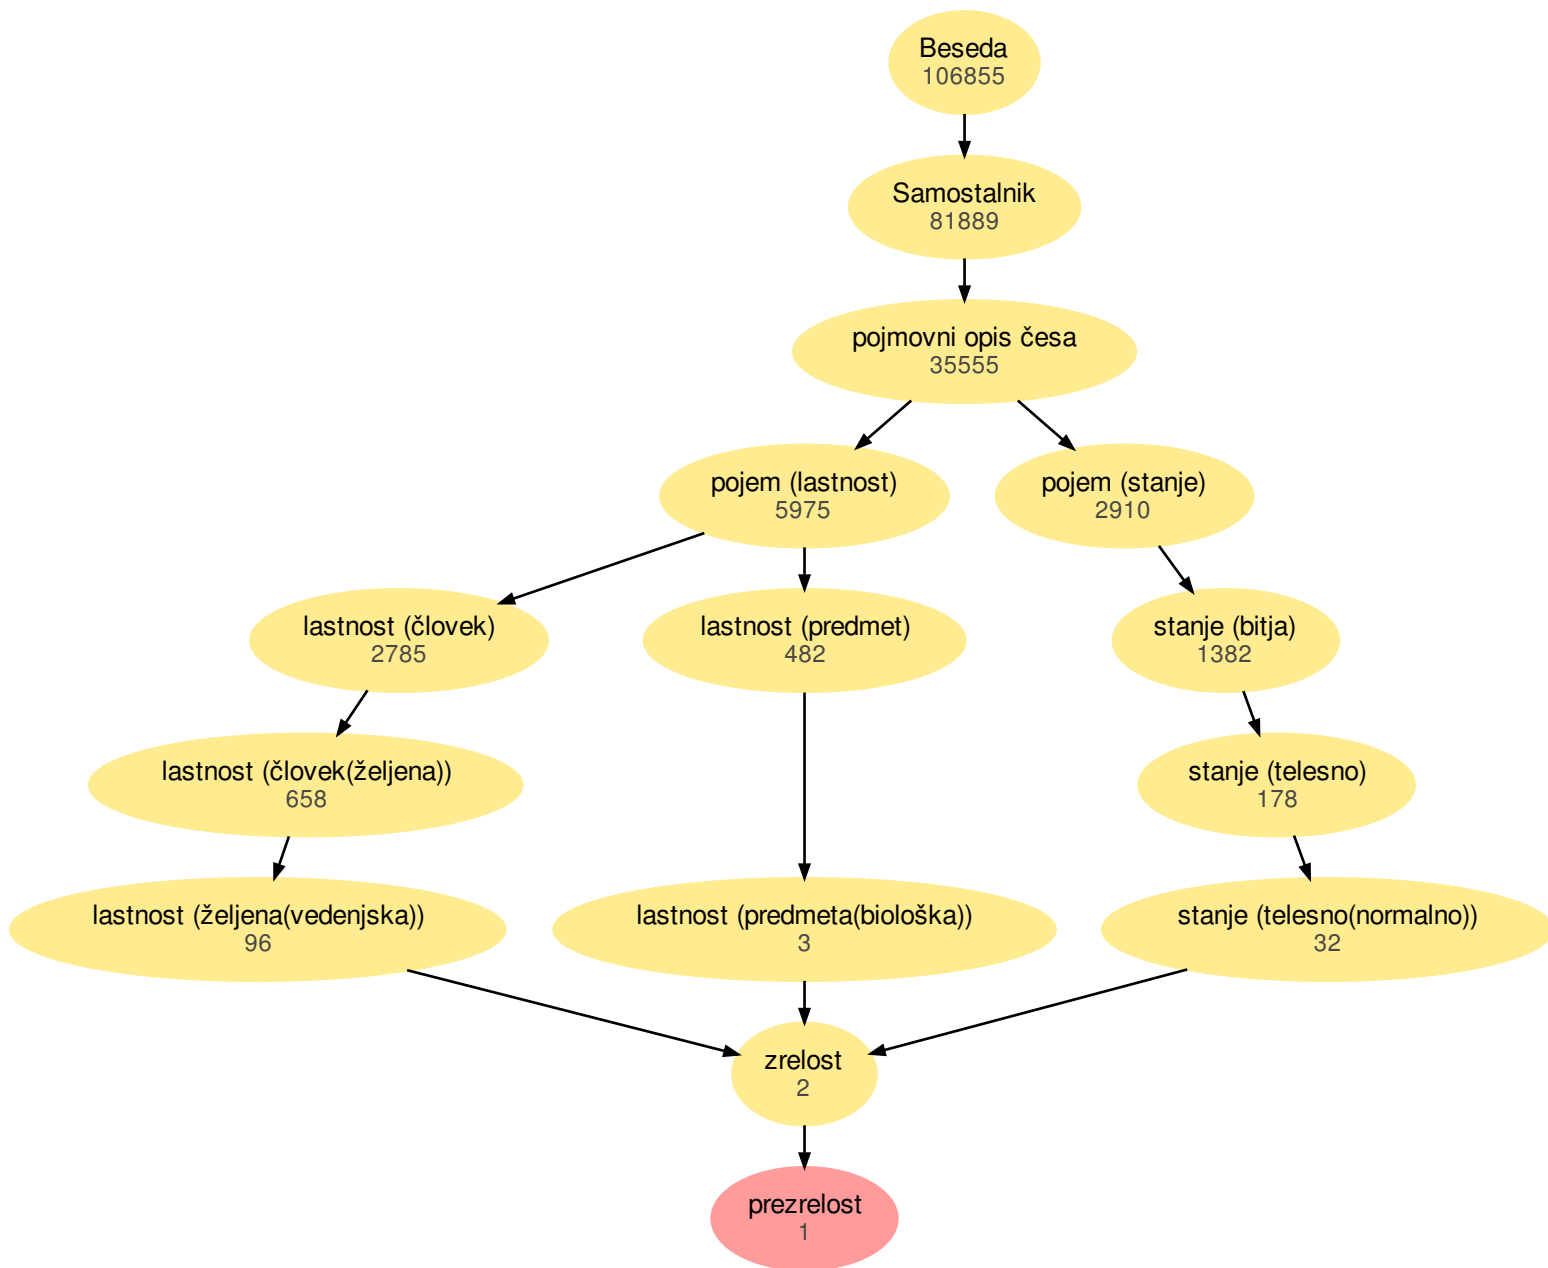 Beseda
106855
Samostalnik
81889
pojmovni opis česa
35555
pojem (lastnost)
5975
pojem (stanje)
2910
lastnost (človek)
2785
lastnost (predmet)
482
stanje (bitja)
1382
lastnost (človek(željena))
658
stanje (telesno)
178
lastnost (željena(vedenjska))
96
lastnost (predmeta(biološka))
3
stanje (telesno(normalno))
32
zrelost
2
prezrelost
1